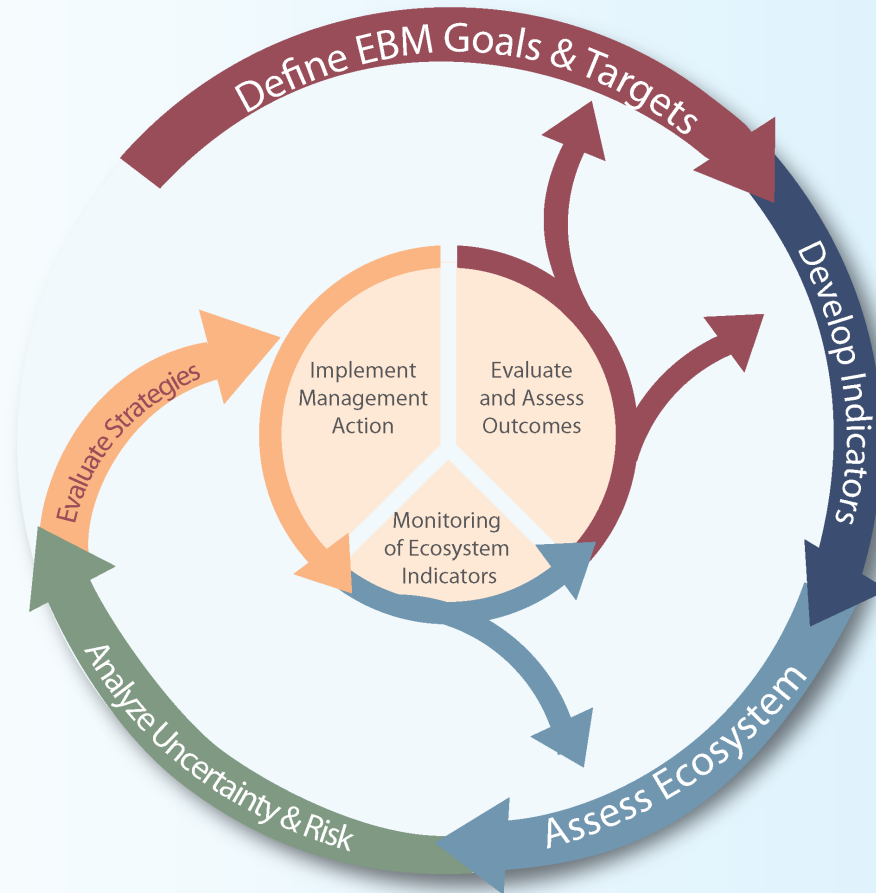 Define EBM Goals & Targets
Develop Indicators
Assess Ecosystem
Analyze Uncertainty & Risk
Evaluate Strategies
Implement
Management
Action
Evaluate
and Assess
Outcomes
Monitoring
of Ecosystem
Indicators